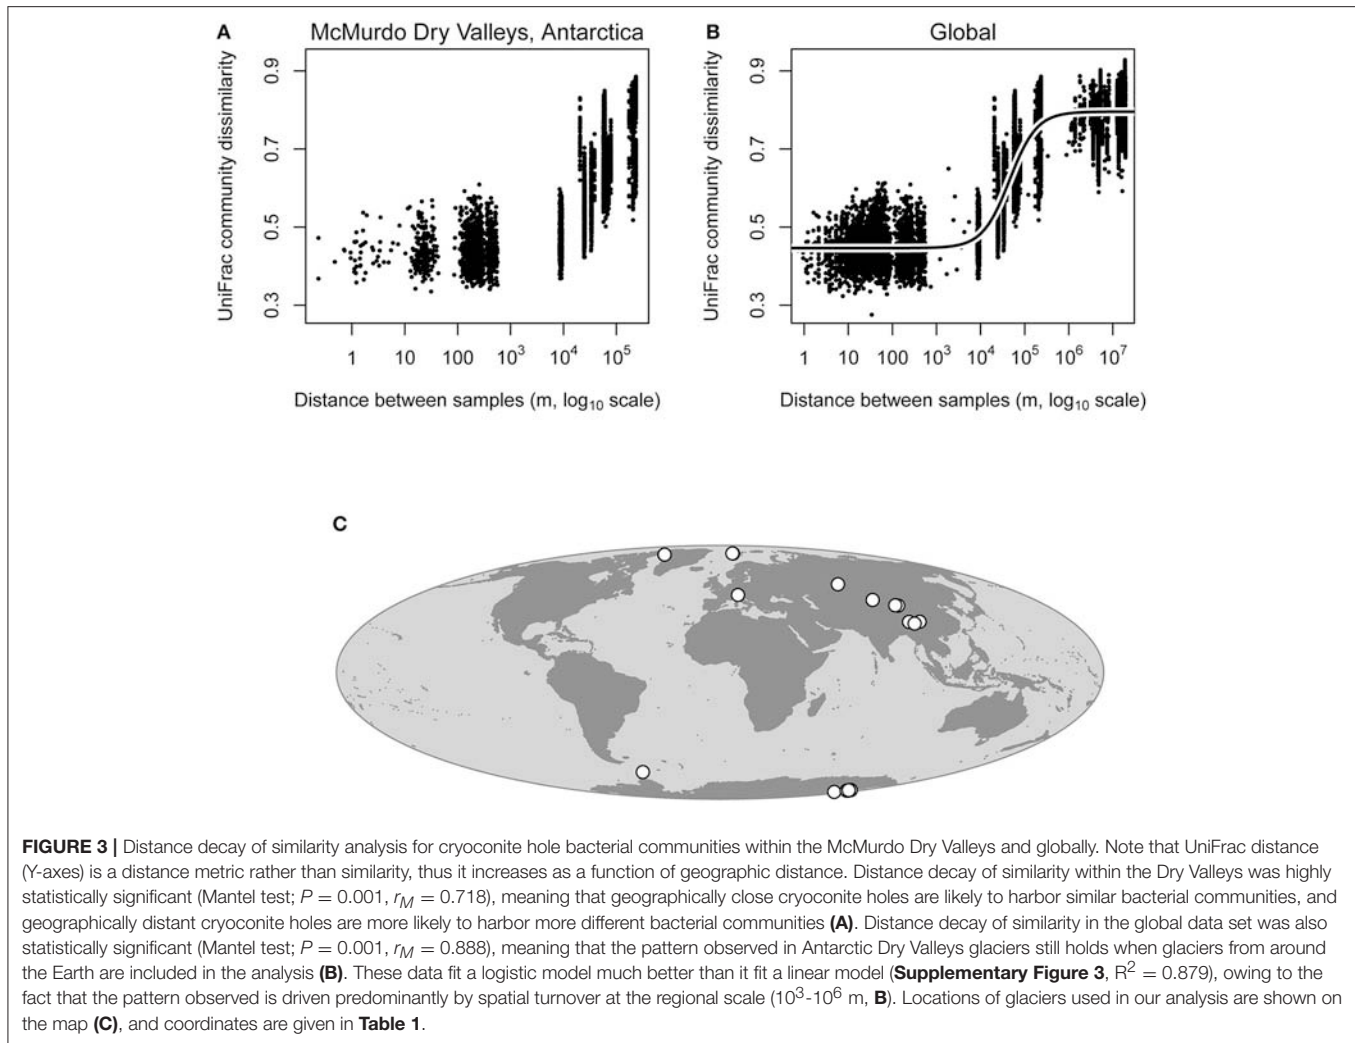 A McMurdo Dry Valleys, Antarctica
UniFrac community dissimilarity
0.9
0.7
0.5
0.3
1 10 100 10³ 10⁴ 10⁵
Distance between samples (m, log₁₀ scale)
B Global
UniFrac community dissimilarity
0.9
0.7
0.5
0.3
1 10 100 10³ 10⁴ 10⁵ 10⁶ 10⁷
Distance between samples (m, log₁₀ scale)
C
FIGURE 3 | Distance decay of similarity analysis for cryoconite hole bacterial communities within the McMurdo Dry Valleys and globally. Note that UniFrac distance
(Y-axes) is a distance metric rather than similarity, thus it increases as a function of geographic distance. Distance decay of similarity within the Dry Valleys was highly
statistically significant (Mantel test; P = 0.001, r_M = 0.718), meaning that geographically close cryoconite holes are likely to harbor similar bacterial communities, and
geographically distant cryoconite holes are more likely to harbor more different bacterial communities (A). Distance decay of similarity in the global data set was also
statistically significant (Mantel test; P = 0.001, r_M = 0.888), meaning that the pattern observed in Antarctic Dry Valleys glaciers still holds when glaciers from around
the Earth are included in the analysis (B). These data fit a logistic model much better than it fit a linear model (Supplementary Figure 3, R² = 0.879), owing to the
fact that the pattern observed is driven predominantly by spatial turnover at the regional scale (10³-10⁶ m, B). Locations of glaciers used in our analysis are shown on
the map (C), and coordinates are given in Table 1.